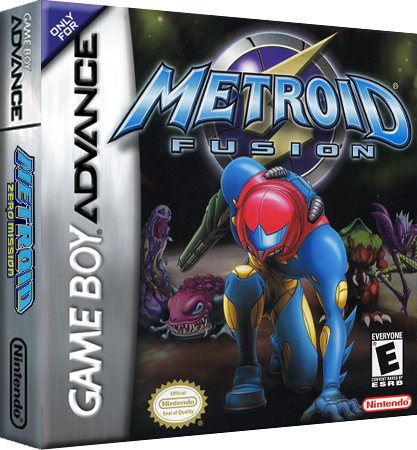 GAME BOY
ADVANCE
METROID
ZERO MISSION
Nintendo
ONLY
FOR
GAME BOY ADVANCE
METROID
FUSION
Official
Nintendo
Seal of Quality
EVERYONE
E
CONTENT RATED BY
ESRB
Nintendo